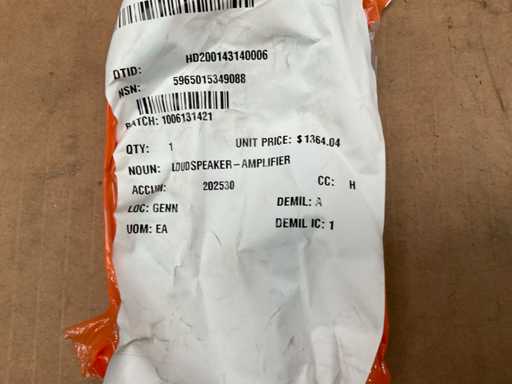 DTID: HD200143140006
NSN: 5965015349088
BATCH: 1006131421
QTY: 1 UNIT PRICE: $1364.04
NOUN: LOUDSPEAKER-AMPLIFIER
202530 CC: H
LOC: GENN DEMIL: A
UOM: EA DEMIL IC: 1